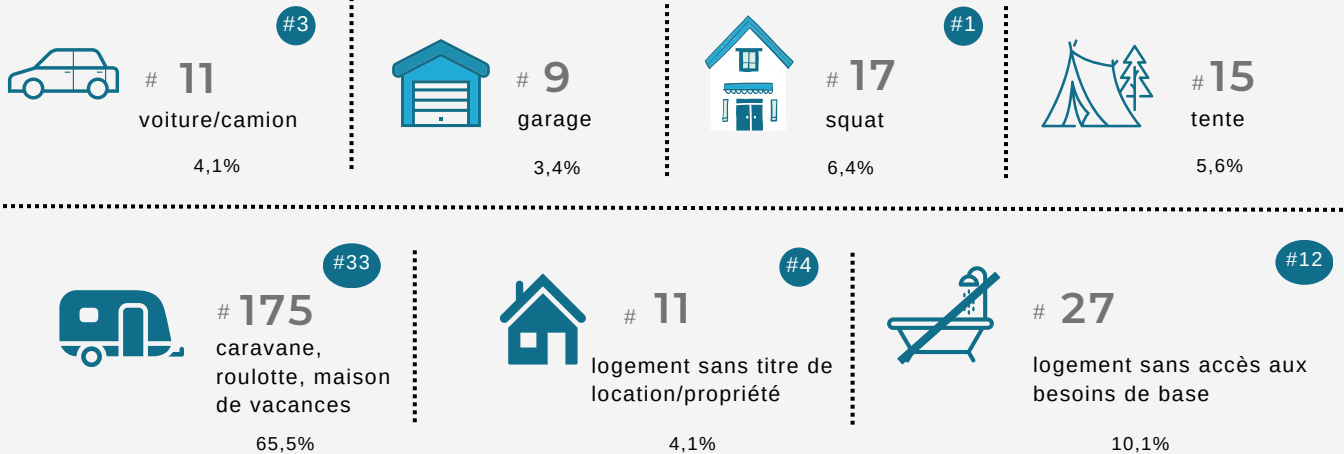 #3
# 11
voiture/camion
4,1%
# 9
garage
3,4%
#1
# 17
squat
6,4%
# 15
tente
5,6%
#33
# 175
caravane,
roulotte, maison
de vacances
65,5%
#4
# 11
logement sans titre de
location/propriété
4,1%
#12
# 27
logement sans accès aux
besoins de base
10,1%